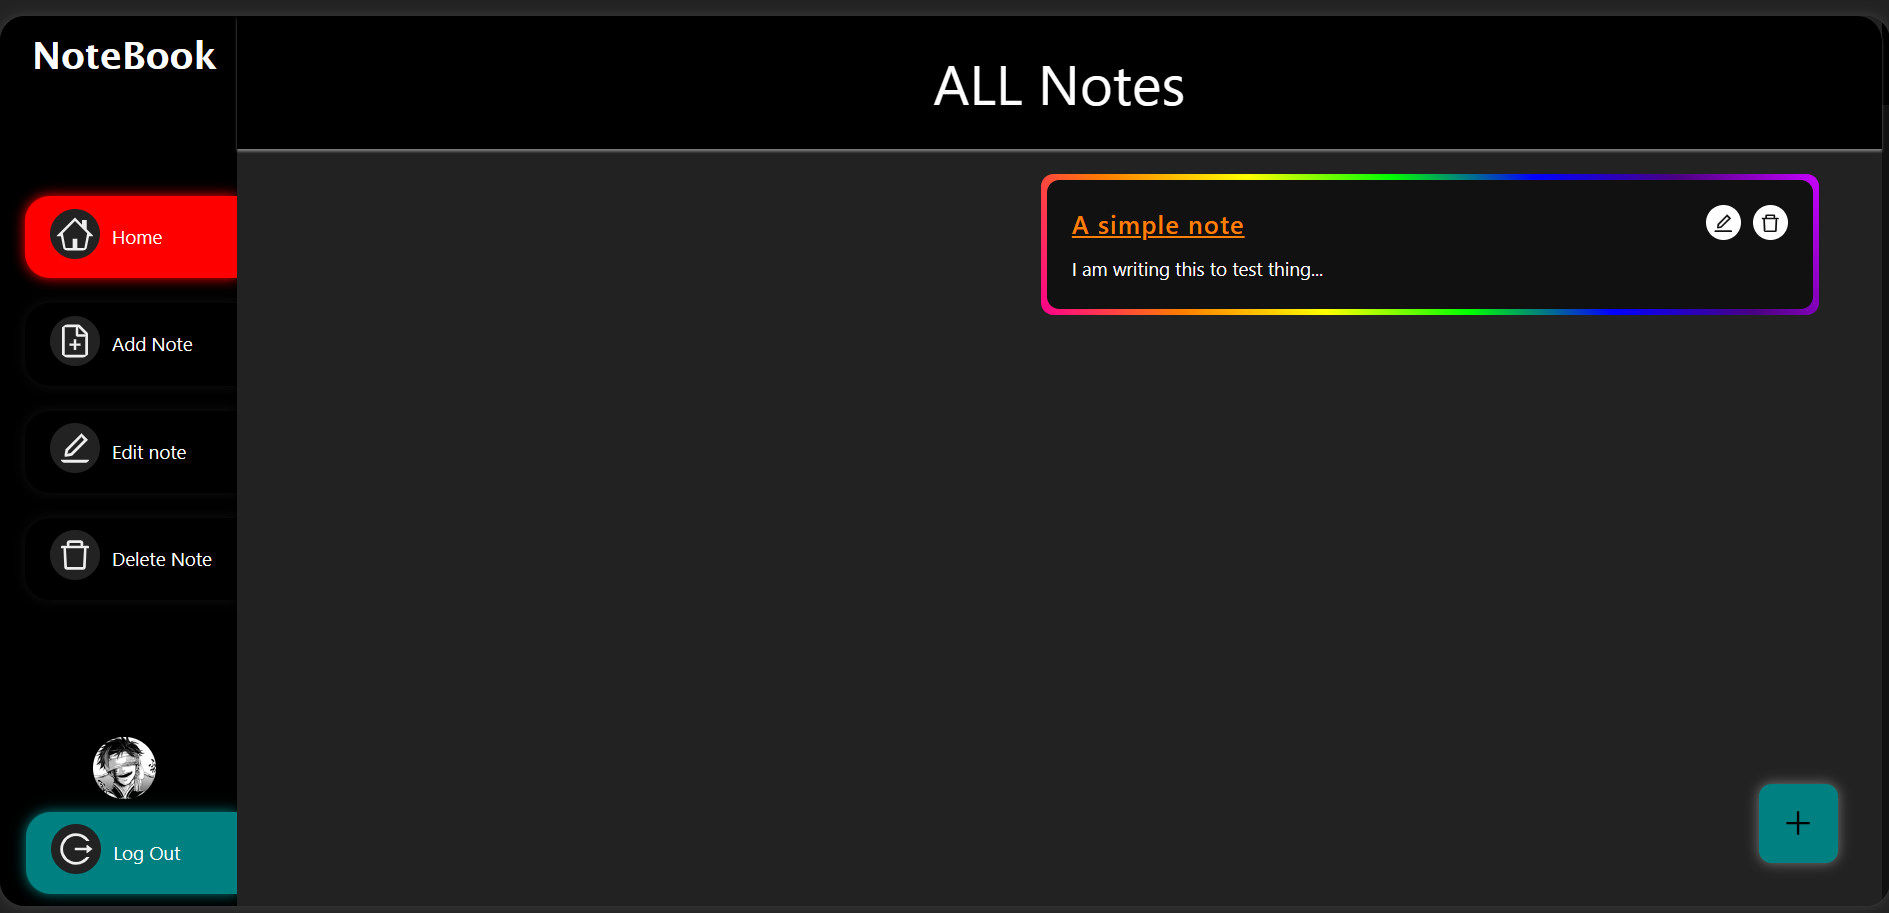 NoteBook
ALL Notes
Home
Add Note
Edit note
Delete Note
Log Out
A simple note
I am writing this to test thing...